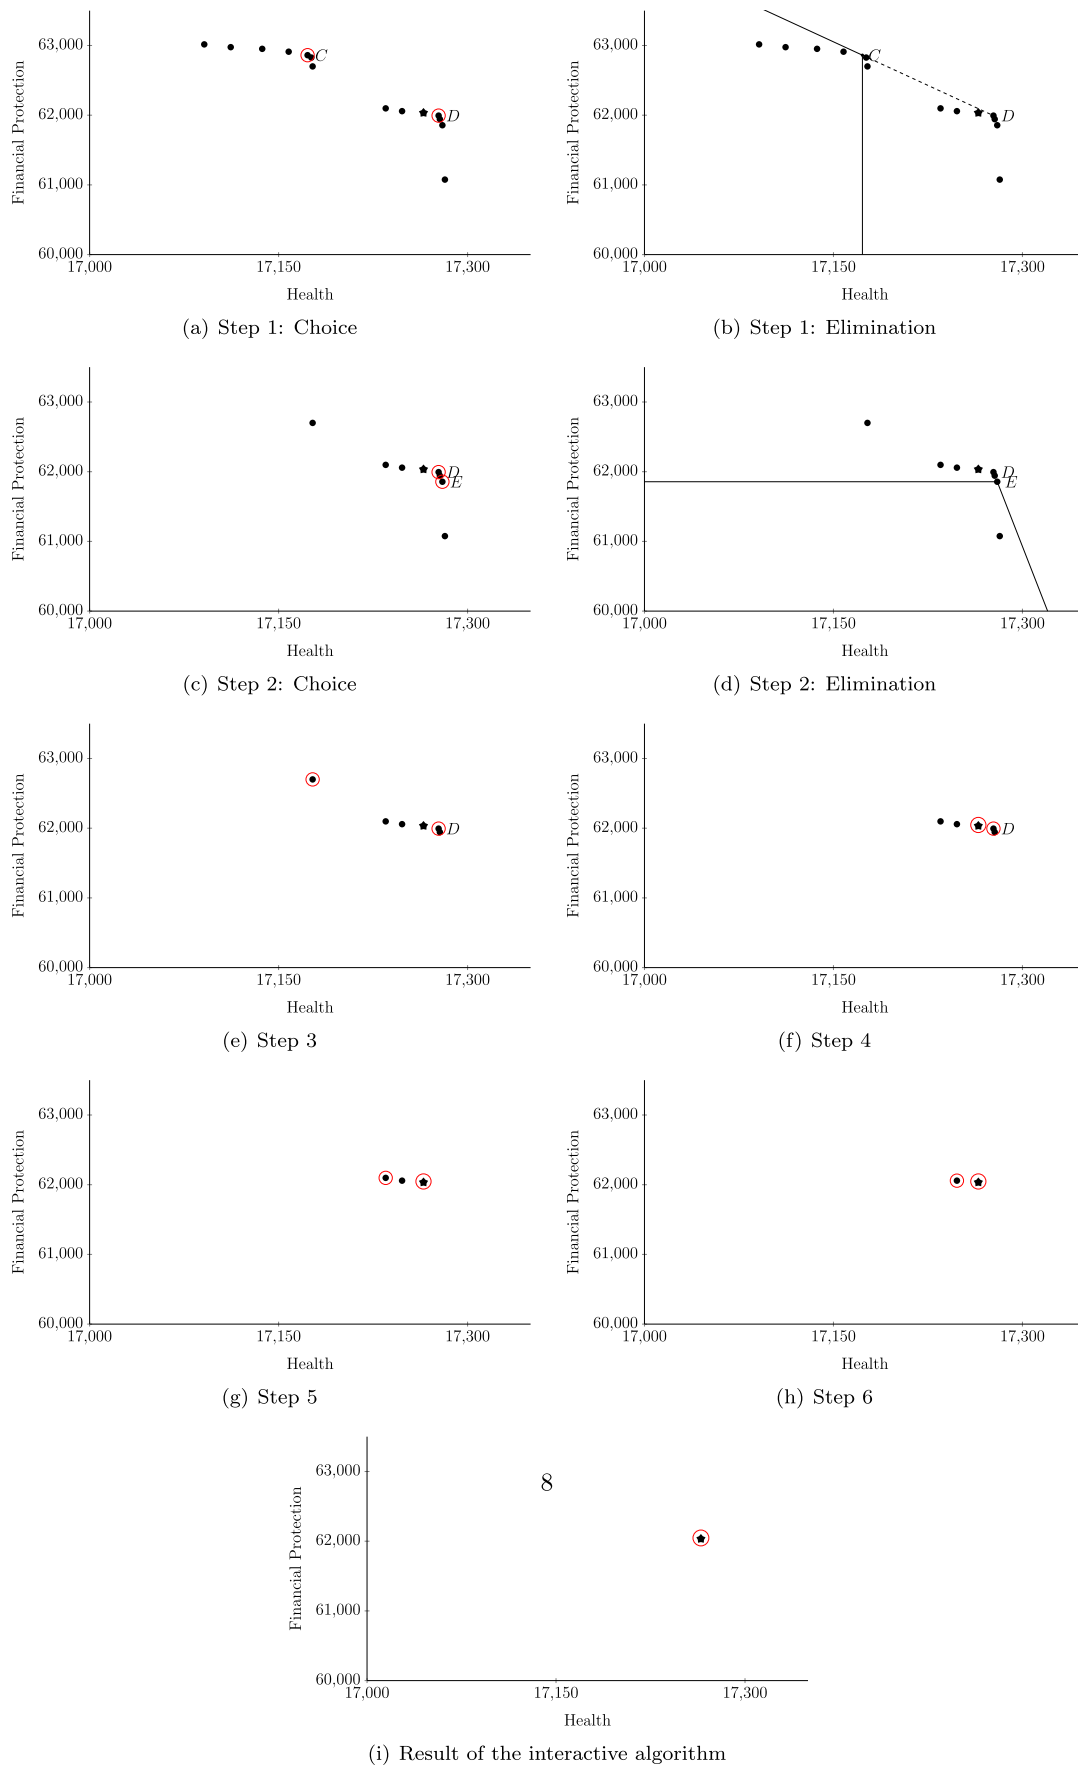 63,000
62,000
61,000
60,000
17,000 17,150 17,300
Financial Protection
Health
C
D
(a) Step 1: Choice
63,000
62,000
61,000
60,000
17,000 17,150 17,300
Financial Protection
Health
C
D
(b) Step 1: Elimination
63,000
62,000
61,000
60,000
17,000 17,150 17,300
Financial Protection
Health
D
E
(c) Step 2: Choice
63,000
62,000
61,000
60,000
17,000 17,150 17,300
Financial Protection
Health
D
E
(d) Step 2: Elimination
63,000
62,000
61,000
60,000
17,000 17,150 17,300
Financial Protection
Health
D
(e) Step 3
63,000
62,000
61,000
60,000
17,000 17,150 17,300
Financial Protection
Health
D
(f) Step 4
63,000
62,000
61,000
60,000
17,000 17,150 17,300
Financial Protection
Health
(g) Step 5
63,000
62,000
61,000
60,000
17,000 17,150 17,300
Financial Protection
Health
(h) Step 6
63,000
62,000
61,000
60,000
17,000 17,150 17,300
Financial Protection
Health
8
(i) Result of the interactive algorithm